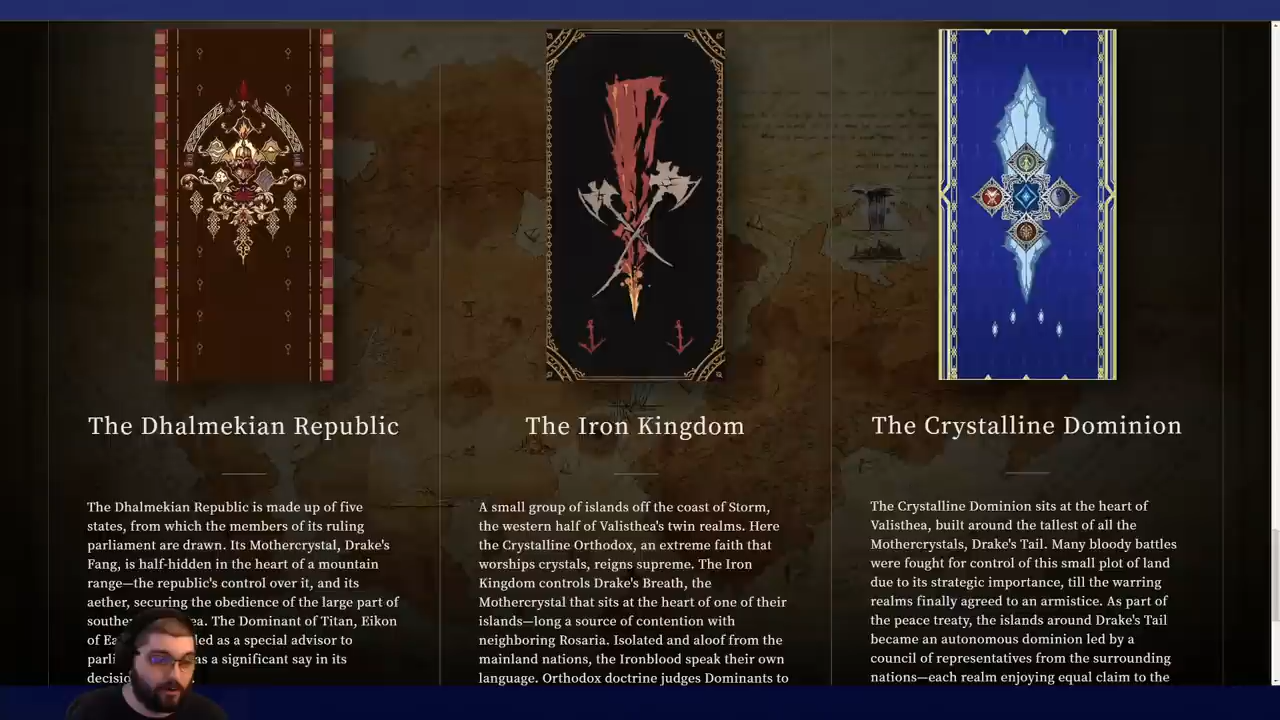 The Dhalmekian Republic
The Dhalmekian Republic is made up of five
states, from which the members of its ruling
parliament are drawn. Its Mothercrystal, Drake's
Fang, is half-hidden in the heart of a mountain
range—the republic's control over it, and its
aether, securing the obedience of the large part of
The Dominant of Titan, Eikon
of as a special advisor to
as a significant say in its
The Iron Kingdom
A small group of islands off the coast of Storm,
the western half of Valisthea's twin realms. Here
the Crystalline Orthodox, an extreme faith that
worships crystals, reigns supreme. The Iron
Kingdom controls Drake's Breath, the
Mothercrystal that sits at the heart of one of their
islands—long a source of contention with
neighboring Rosaria. Isolated and aloof from the
mainland nations, the Ironblood speak their own
language. Orthodox doctrine judges Dominants to
The Crystalline Dominion
The Crystalline Dominion sits at the heart of
Valisthea, built around the tallest of all the
Mothercrystals, Drake's Tail. Many bloody battles
were fought for control of this small plot of land
due to its strategic importance, till the warring
realms finally agreed to an armistice. As part of
the peace treaty, the islands around Drake's Tail
became an autonomous dominion led by a
council of representatives from the surrounding
nations—each realm enjoying equal claim to the